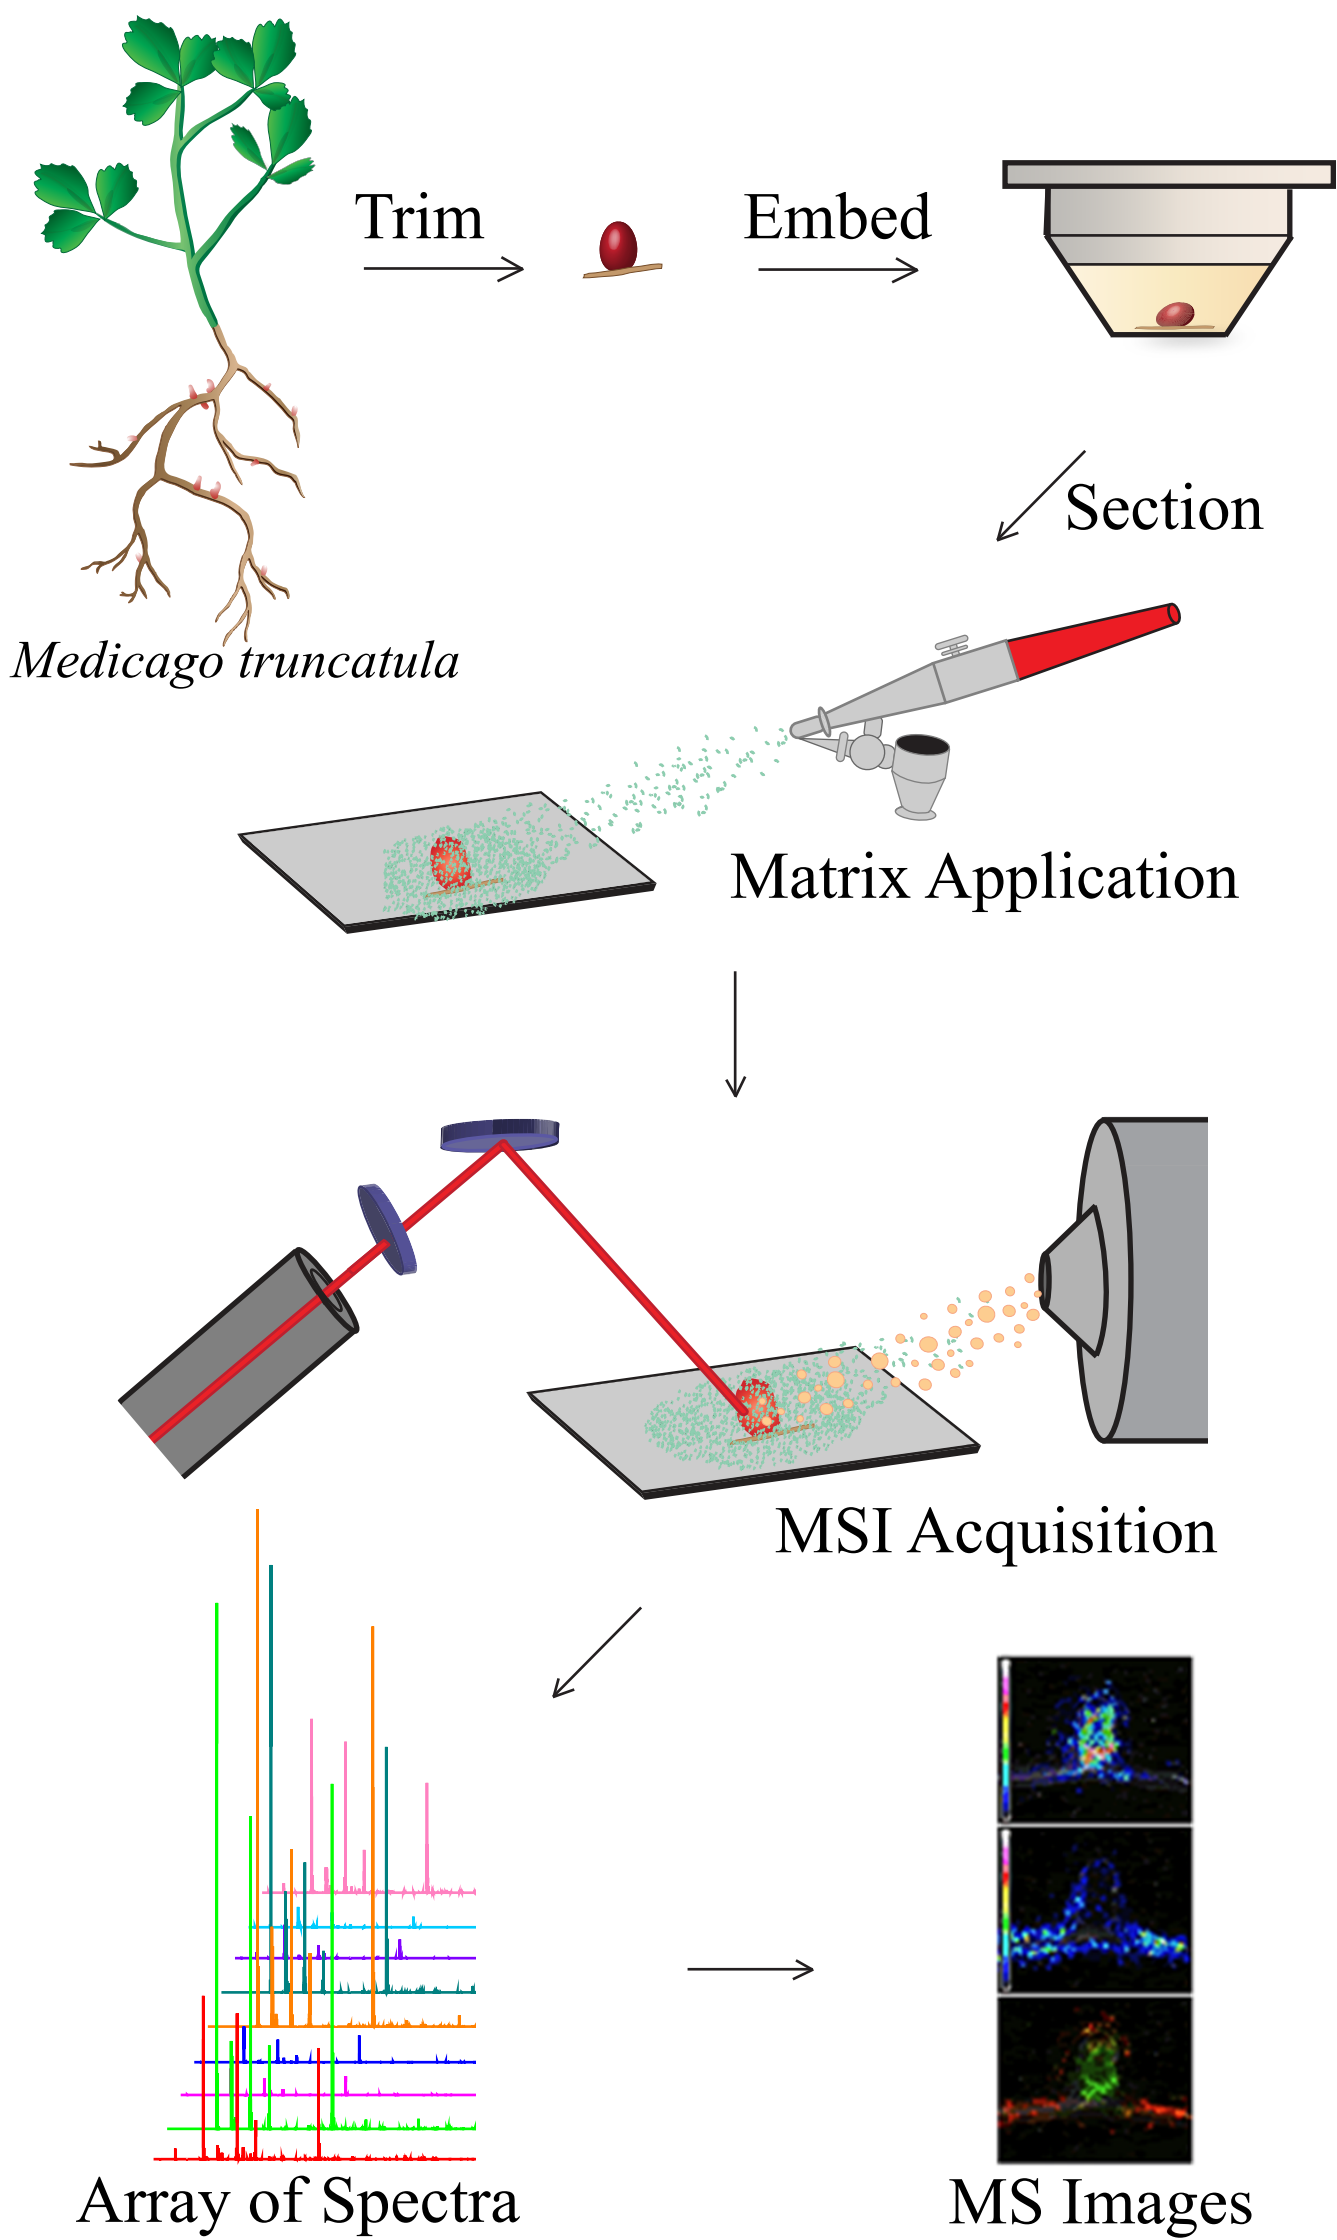 Trim
Embed
Section
Medicago truncatula
Matrix Application
MSI Acquisition
Array of Spectra
MS Images